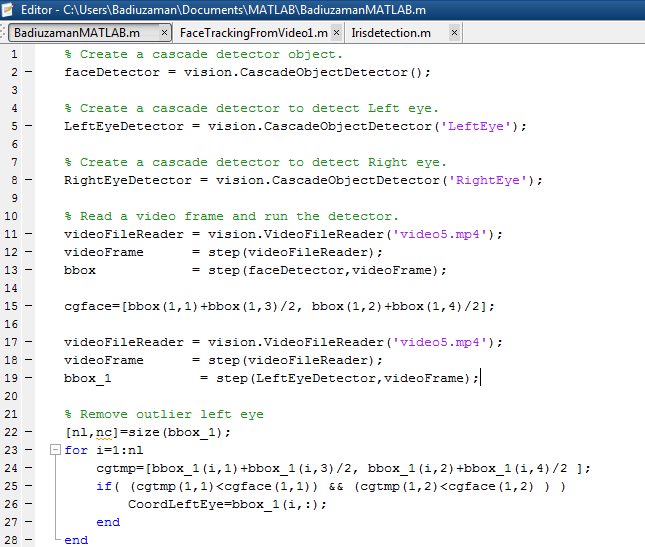 Editor - C:\Users\Badiuzaman\Documents\MATLAB\BadiuzamanMATLAB.m
BadiuzamanMATLAB.m × FaceTrackingFromVideo1.m × Irisdetection.m ×
1 % Create a cascade detector object.
2 – faceDetector = vision.CascadeObjectDetector();
3
4 % Create a cascade detector to detect Left eye.
5 – LeftEyeDetector = vision.CascadeObjectDetector('LeftEye');
6
7 % Create a cascade detector to detect Right eye.
8 – RightEyeDetector = vision.CascadeObjectDetector('RightEye');
9
10 % Read a video frame and run the detector.
11 – videoFileReader = vision.VideoFileReader('video5.mp4');
12 – videoFrame      = step(videoFileReader);
13 – bbox            = step(faceDetector,videoFrame);
14
15 – cgface=[bbox(1,1)+bbox(1,3)/2, bbox(1,2)+bbox(1,4)/2];
16
17 – videoFileReader = vision.VideoFileReader('video5.mp4');
18 – videoFrame      = step(videoFileReader);
19 – bbox_1           = step(LeftEyeDetector,videoFrame);
20
21 % Remove outlier left eye
22 – [nl,nc]=size(bbox_1);
23 – for i=1:nl
24 –     cgtmp=[bbox_1(i,1)+bbox_1(i,3)/2, bbox_1(i,2)+bbox_1(i,4)/2 ];
25 –     if( (cgtmp(1,1)<cgface(1,1)) && (cgtmp(1,2)<cgface(1,2) ) )
26 –         CoordLeftEye=bbox_1(i,:);
27 –     end
28 – end